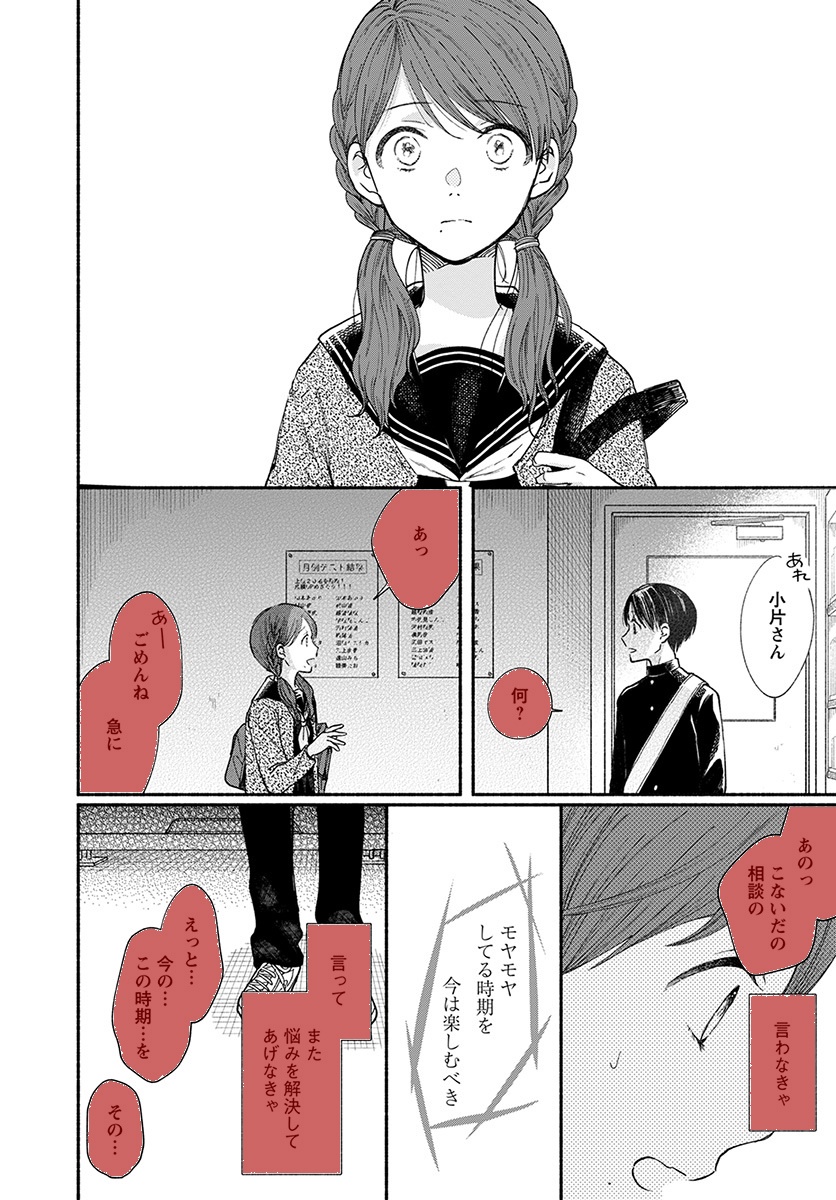 あれ
小片さん
何?
月例テスト結果
あっ
あー
ごめんね
急に
あのっ
こないだの
相談の
言わなきゃ
モヤモヤ
してる時期を
今は楽しむべき
言って
また
悩みを解決して
あげなきゃ
えっと…
今の…
この時期…を
その…